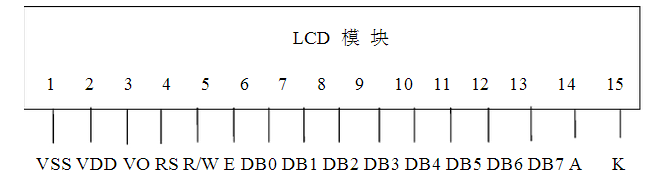 LCD 模 块
1 2 3 4 5 6 7 8 9 10 11 12 13 14 15
VSS VDD VO RS R/W E DB0 DB1 DB2 DB3 DB4 DB5 DB6 DB7 A K